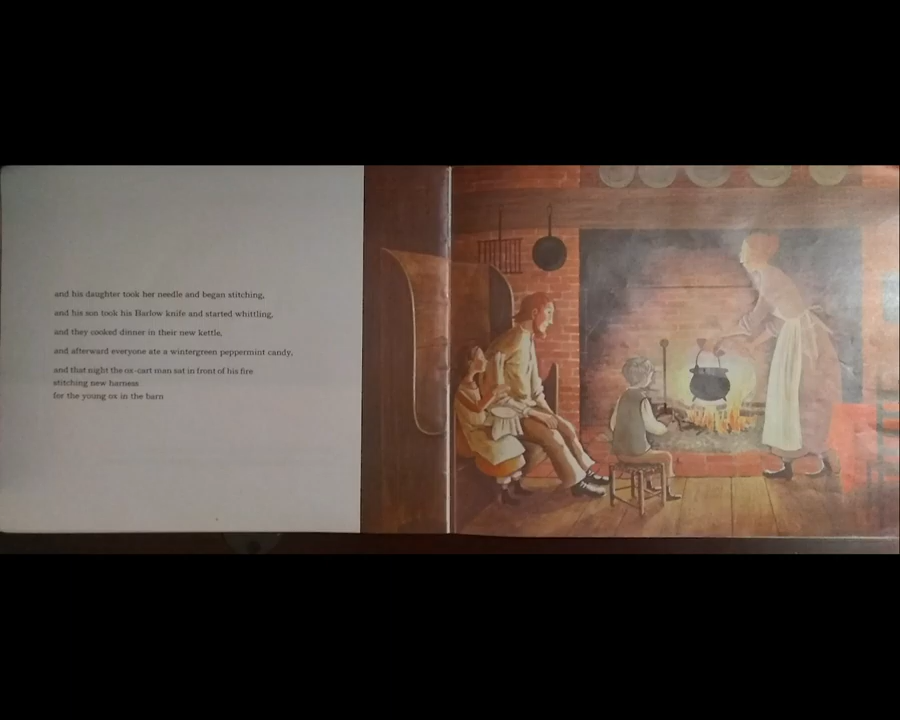 and his daughter took her needle and began stitching,
and his son took his Barlow knife and started whittling,
and they cooked dinner in their new kettle,
and afterward everyone ate a wintergreen peppermint candy,
and that night the ox-cart man sat in front of his fire
stitching new harness
for the young ox in the barn